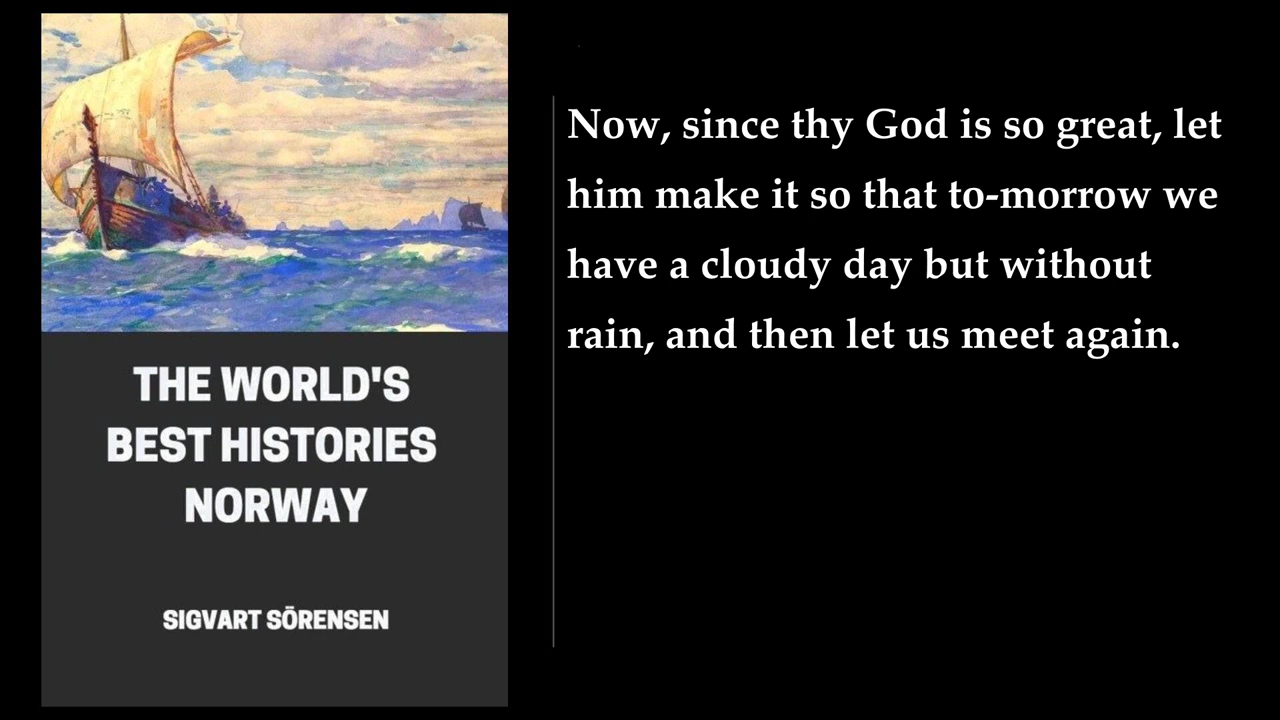 THE WORLD'S
BEST HISTORIES
NORWAY
SIGVART SÖRENSEN
Now, since thy God is so great, let
him make it so that to-morrow we
have a cloudy day but without
rain, and then let us meet again.